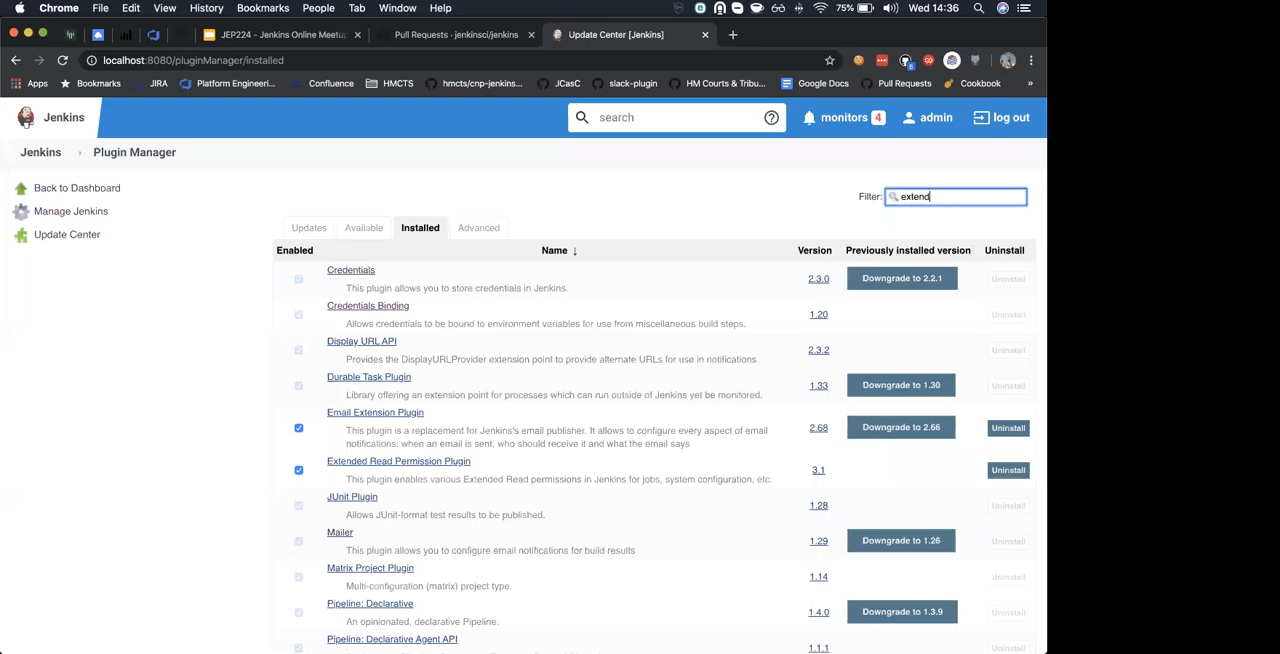 Chrome File Edit View History Bookmarks People Tab Window Help 75% Wed 14:36
JEP224 - Jenkins Online Meetup Pull Requests · jenkinsci/jenkins Update Center [Jenkins]
localhost:8080/pluginManager/installed
Apps Bookmarks JIRA Platform Engineeri... Confluence HMCTS hmcts/cnp-jenkins... JCasC slack-plugin HM Courts & Tribu... Google Docs Pull Requests Cookbook »
Jenkins search monitors 4 admin log out
Jenkins › Plugin Manager
Back to Dashboard
Manage Jenkins
Update Center
Filter: extend
Updates Available Installed Advanced
Enabled Name ↓ Version Previously installed version Uninstall
Credentials
This plugin allows you to store credentials in Jenkins.
2.3.0 Downgrade to 2.2.1 Uninstall
Credentials Binding
Allows credentials to be bound to environment variables for use from miscellaneous build steps.
1.20 Uninstall
Display URL API
Provides the DisplayURLProvider extension point to provide alternate URLs for use in notifications
2.3.2 Uninstall
Durable Task Plugin
Library offering an extension point for processes which can run outside of Jenkins yet be monitored.
1.33 Downgrade to 1.30 Uninstall
Email Extension Plugin
This plugin is a replacement for Jenkins's email publisher. It allows to configure every aspect of email
notifications: when an email is sent, who should receive it and what the email says
2.68 Downgrade to 2.66 Uninstall
Extended Read Permission Plugin
This plugin enables various Extended Read permissions in Jenkins for jobs, system configuration, etc.
3.1 Uninstall
JUnit Plugin
Allows JUnit-format test results to be published.
1.28 Uninstall
Mailer
This plugin allows you to configure email notifications for build results
1.29 Downgrade to 1.26 Uninstall
Matrix Project Plugin
Multi-configuration (matrix) project type.
1.14 Uninstall
Pipeline: Declarative
An opinionated, declarative Pipeline.
1.4.0 Downgrade to 1.3.9 Uninstall
Pipeline: Declarative Agent API
1.1.1 Uninstall